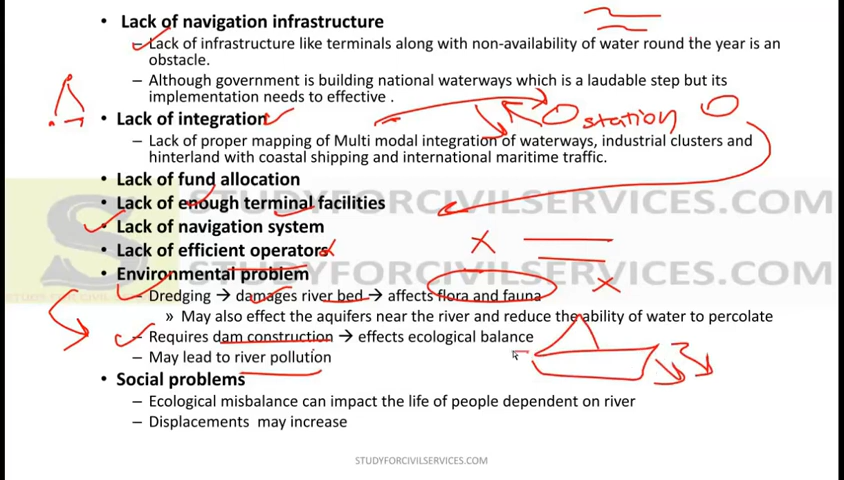 • Lack of navigation infrastructure
– Lack of infrastructure like terminals along with non-availability of water round the year is an
obstacle.
– Although government is building national waterways which is a laudable step but its
implementation needs to effective .
• Lack of integration
station
– Lack of proper mapping of Multi modal integration of waterways, industrial clusters and
hinterland with coastal shipping and international maritime traffic.
• Lack of fund allocation
• Lack of enough terminal facilities
STUDYFORCIVILSERVICES.COM
• Lack of navigation system
• Lack of efficient operators
• Environmental problem
STUDYFORCIVILSERVICES.COM
– Dredging → damages river bed → affects flora and fauna
» May also effect the aquifers near the river and reduce the ability of water to percolate
– Requires dam construction → effects ecological balance
– May lead to river pollution
• Social problems
– Ecological misbalance can impact the life of people dependent on river
– Displacements may increase
STUDYFORCIVILSERVICES.COM